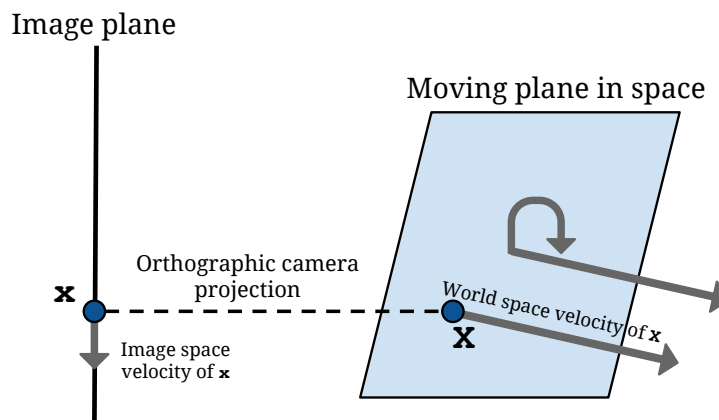 Image plane
Moving plane in space
Orthographic camera
projection
x
World space velocity of x
X
Image space
velocity of x